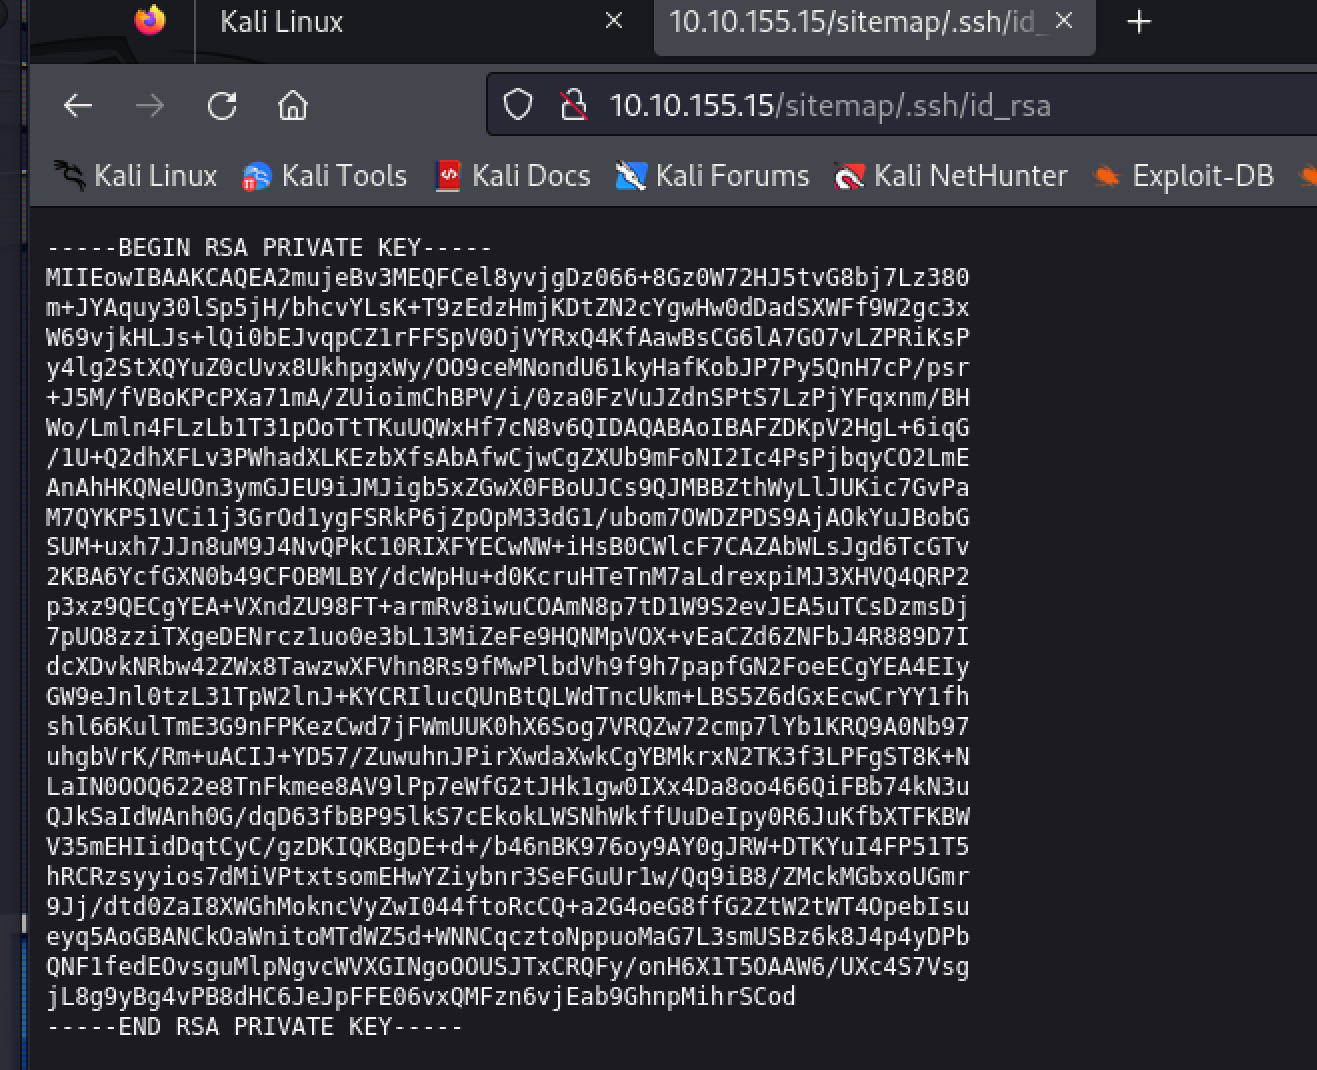 Kali Linux
10.10.155.15/sitemap/.ssh/id_
10.10.155.15/sitemap/.ssh/id_rsa
Kali Linux Kali Tools Kali Docs Kali Forums Kali NetHunter Exploit-DB
-----BEGIN RSA PRIVATE KEY-----
MIIEowIBAAKCAQEA2mujeBv3MEQFCel8yvjgDz066+8Gz0W72HJ5tvG8bj7Lz380
m+JYAquy30lSp5jH/bhcvYLsK+T9zEdzHmjKDtZN2cYgwHw0dDadSXWFf9W2gc3x
W69vjkHLJs+lQi0bEJvqpCZ1rFFSpV0OjVYRxQ4KfAawBsCG6lA7GO7vLZPRiKsP
y4lg2StXQYuZ0cUvx8UkhpgxWy/OO9ceMNondU61kyHafKobJP7Py5QnH7cP/psr
+J5M/fVBoKPcPXa71mA/ZUioimChBPV/i/0za0FzVuJZdnSPtS7LzPjYFqxnm/BH
Wo/Lmln4FLzLb1T31pOoTtTKuUQWxHf7cN8v6QIDAQABAoIBAFZDKpV2HgL+6iqG
/1U+Q2dhXFLv3PWhadXLKEzbXfsAbAfwCjwCgZXUb9mFoNI2Ic4PsPjbqyCO2LmE
AnAhHKQNeUOn3ymGJEU9iJMJigb5xZGwX0FBoUJCs9QJMBBZthWyLlJUKic7GvPa
M7QYKP51VCi1j3GrOd1ygFSRkP6jZpOpM33dG1/ubom7OWDZPDS9AjAOkYuJBobG
SUM+uxh7JJn8uM9J4NvQPkC10RIXFYECwNW+iHsB0CWlcF7CAZAbWLsJgd6TcGTv
2KBA6YcfGXN0b49CFOBMLBY/dcWpHu+d0KcruHTeTnM7aLdrexpiMJ3XHVQ4QRP2
p3xz9QECgYEA+VXndZU98FT+armRv8iwuCOAmN8p7tD1W9S2evJEA5uTCsDzmsDj
7pUO8zziTXgeDENrcz1uo0e3bL13MiZeFe9HQNMpVOX+vEaCZd6ZNFbJ4R889D7I
dcXDvkNRbw42ZWx8TawzwXFVhn8Rs9fMwPlbdVh9f9h7papfGN2FoeECgYEA4EIy
GW9eJnl0tzL31TpW2lnJ+KYCRIlucQUnBtQLWdTncUkm+LBS5Z6dGxEcwCrYY1fh
shl66KulTmE3G9nFPKezCwd7jFWmUUK0hX6Sog7VRQZw72cmp7lYb1KRQ9A0Nb97
uhgbVrK/Rm+uACIJ+YD57/ZuwuhnJPirXwdaXwkCgYBMkrxN2TK3f3LPFgST8K+N
LaIN0OOQ622e8TnFkmee8AV9lPp7eWfG2tJHk1gw0IXx4Da8oo466QiFBb74kN3u
QJkSaIdWAnh0G/dqD63fbBP95lkS7cEkokLWSNhWkffUuDeIpy0R6JuKfbXTFKBW
V35mEHIidDqtCyC/gzDKIQKBgDE+d+/b46nBK976oy9AY0gJRW+DTKYuI4FP51T5
hRCRzsyyios7dMiVPtxtsomEHwYZiybnr3SeFGuUr1w/Qq9iB8/ZMckMGbxoUGmr
9Jj/dtd0ZaI8XWGhMokncVyZwI044ftoRcCQ+a2G4oeG8ffG2ZtW2tWT4OpebIsu
eyq5AoGBANCkOaWnitoMTdWZ5d+WNNCqcztoNppuoMaG7L3smUSBz6k8J4p4yDPb
QNF1fedEOvsguMlpNgvcWVXGINgoOOUSJTxCRQFy/onH6X1T5OAAW6/UXc4S7Vsg
jL8g9yBg4vPB8dHC6JeJpFFE06vxQMFzn6vjEab9GhnpMihrSCod
-----END RSA PRIVATE KEY-----